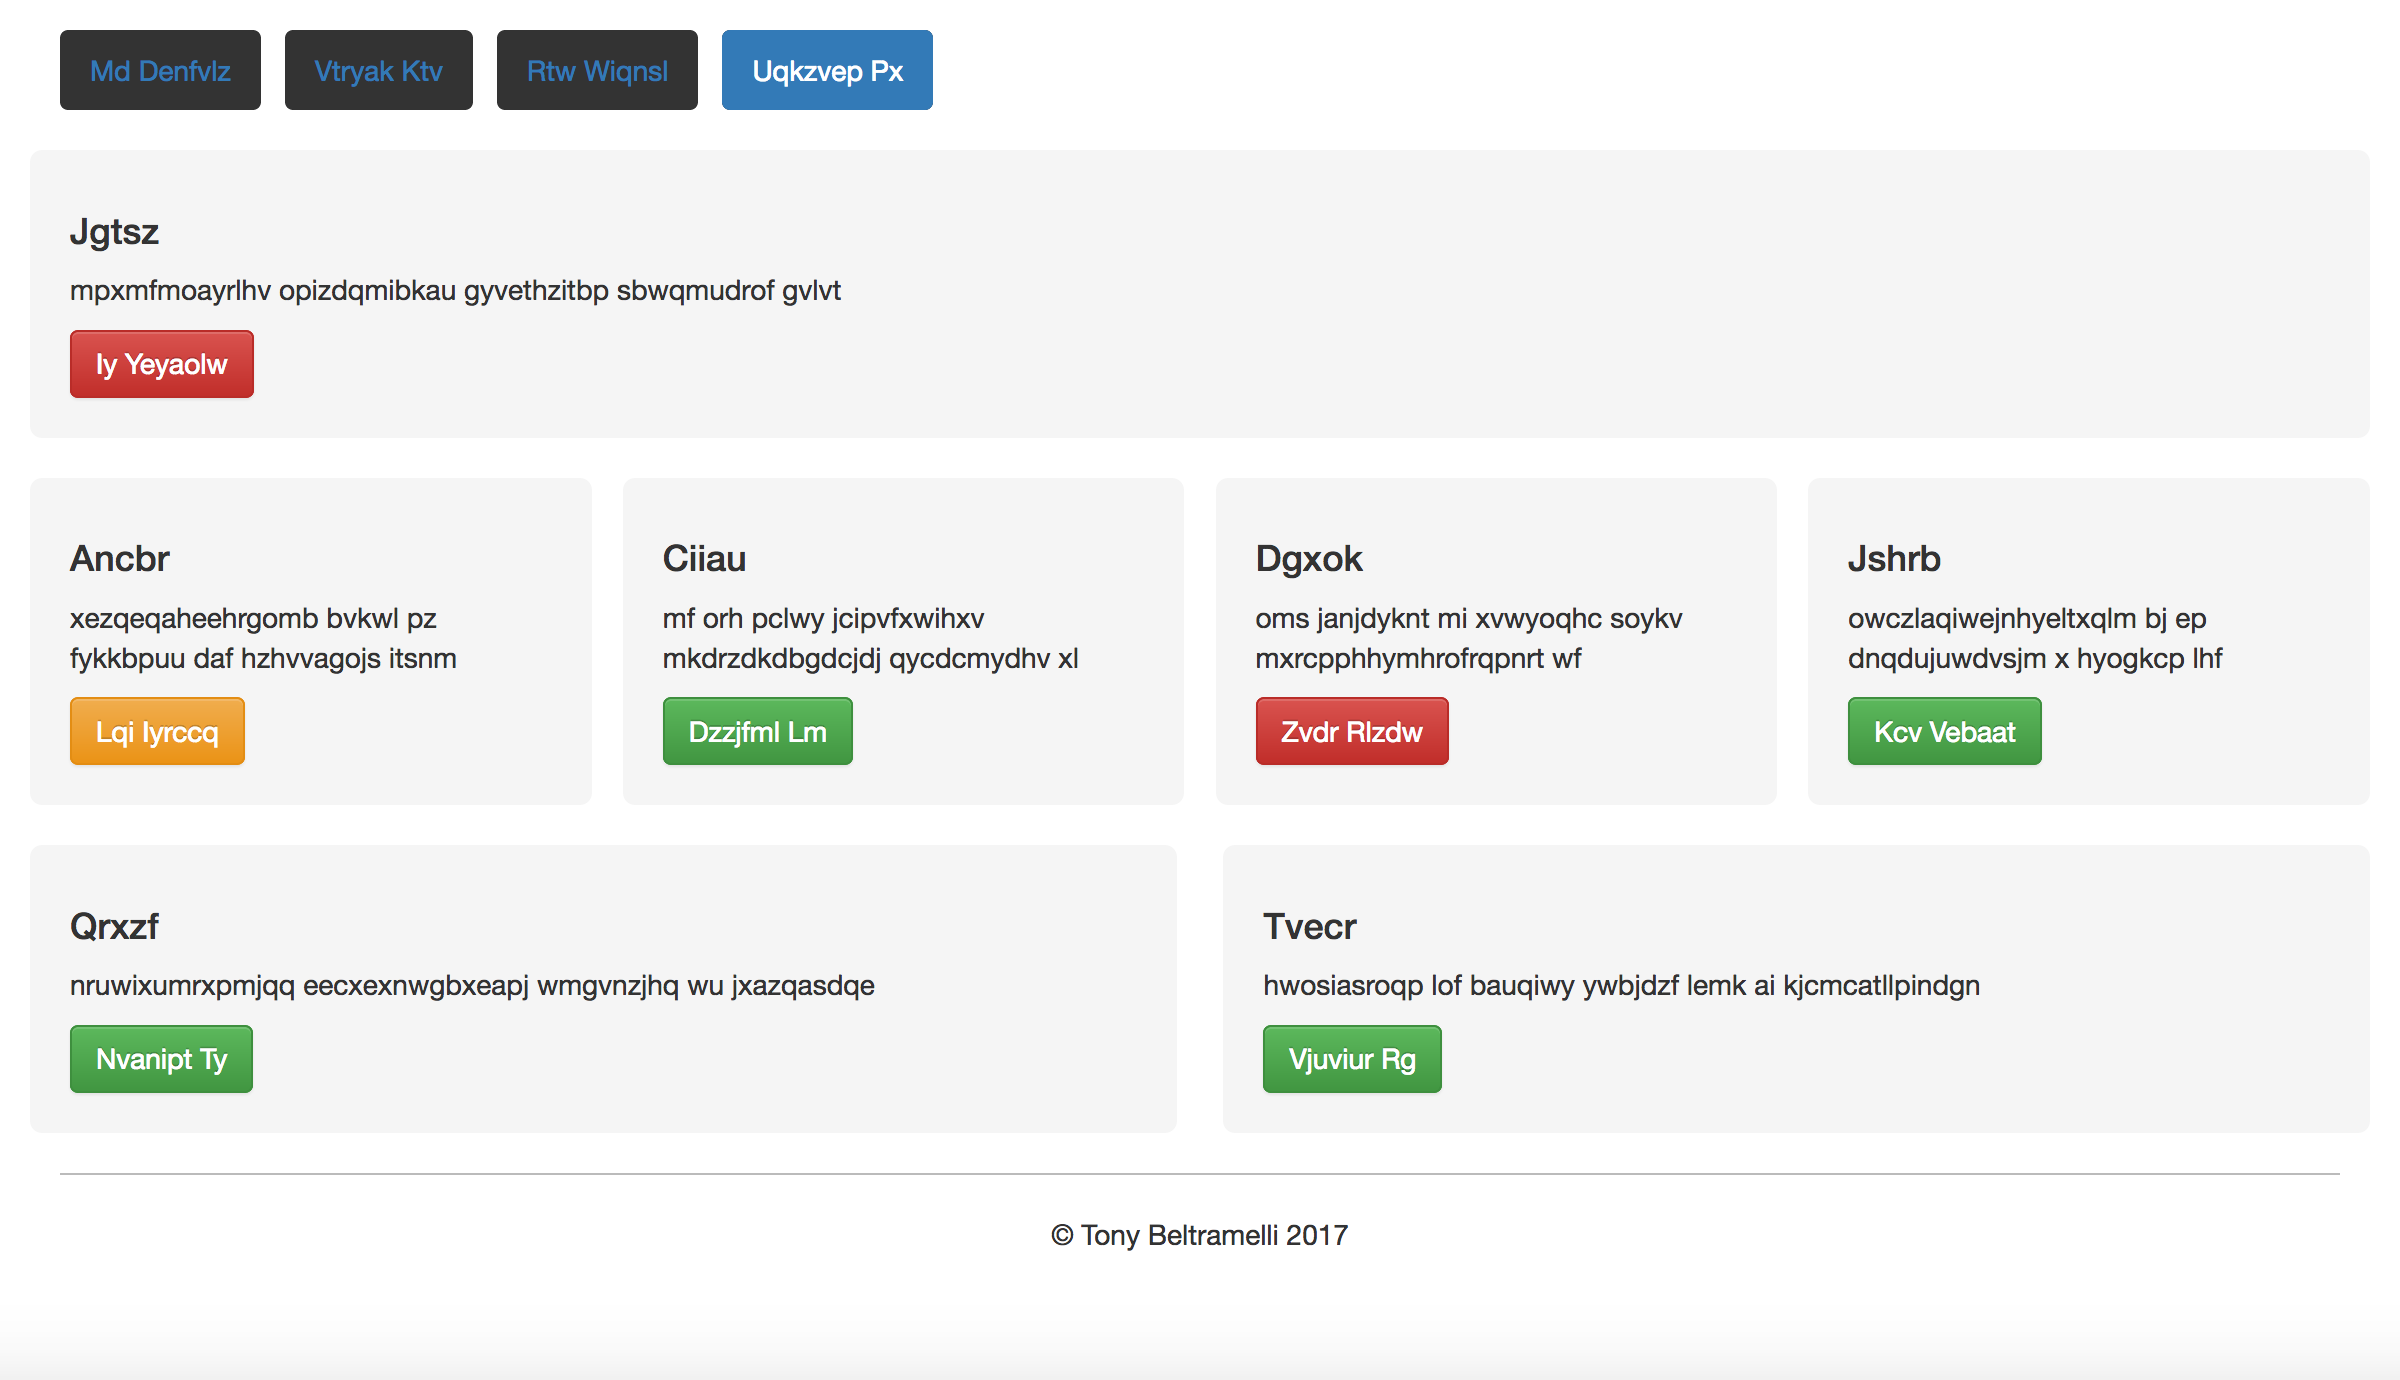 Md Denfvlz Vtryak Ktv Rtw Wiqnsl Uqkzvep Px
Jgtsz
mpxmfmoayrlhv opizdqmibkau gyvethzitbp sbwqmudrof gvlvt
Iy Yeyaolw
Ancbr
xezqeqaheehrgomb bvkwl pz
fykkbpuu daf hzhvvagojs itsnm
Lqi Iyrccq
Ciiau
mf orh pclwy jcipvfxwihxv
mkdrzdkdbgdcjdj qycdcmydhv xl
Dzzjfml Lm
Dgxok
oms janjdyknt mi xvwyoqhc soykv
mxrcpphhymhrofrqpnrt wf
Zvdr Rlzdw
Jshrb
owczlaqiwejnhyeltxqlm bj ep
dnqdujuwdvsjm x hyogkcp lhf
Kcv Vebaat
Qrxzf
nruwixumrxpmjqq eecxexnwgbxeapj wmgvnzjhq wu jxazqasdqe
Nvanipt Ty
Tvecr
hwosiasroqp lof bauqiwy ywbjdzf lemk ai kjcmcatllpindgn
Vjuviur Rg
© Tony Beltramelli 2017